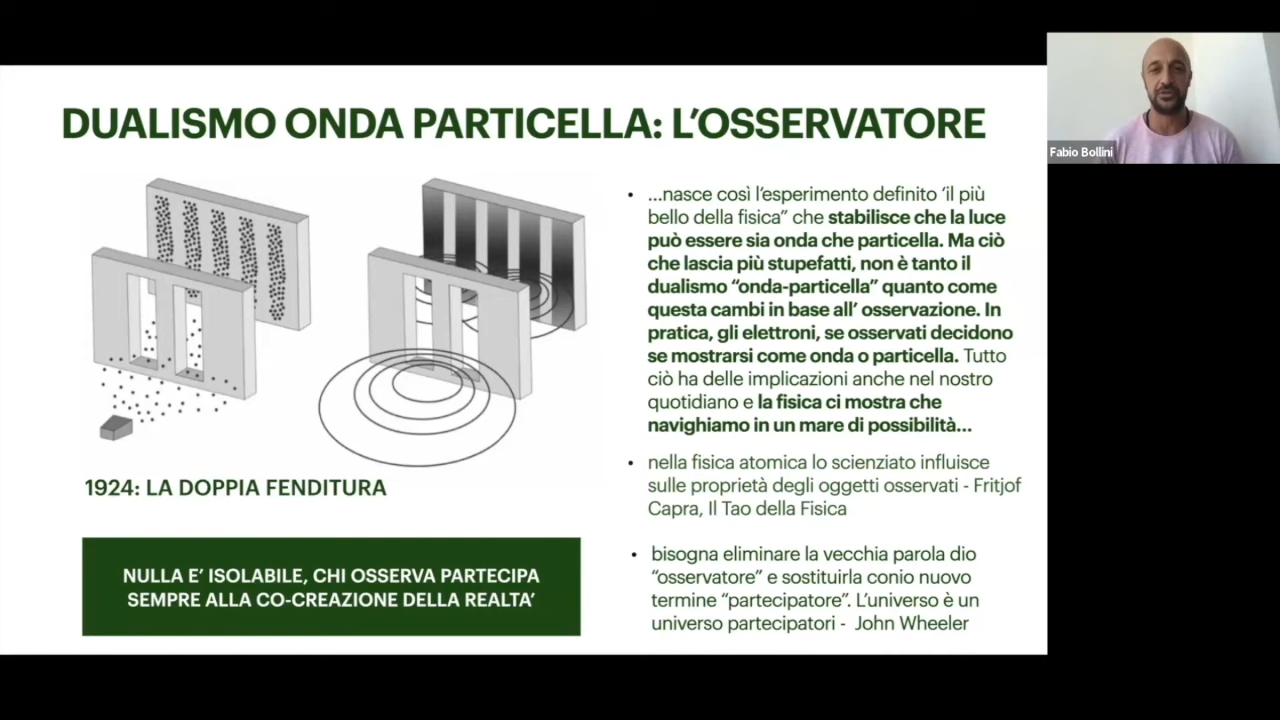 DUALISMO ONDA PARTICELLA: L'OSSERVATORE
Fabio Bollini
• ...nasce così l'esperimento definito 'il più
bello della fisica" che stabilisce che la luce
può essere sia onda che particella. Ma ciò
che lascia più stupefatti, non è tanto il
dualismo "onda-particella" quanto come
questa cambi in base all' osservazione. In
pratica, gli elettroni, se osservati decidono
se mostrarsi come onda o particella. Tutto
ciò ha delle implicazioni anche nel nostro
quotidiano e la fisica ci mostra che
navighiamo in un mare di possibilità...
• nella fisica atomica lo scienziato influisce
sulle proprietà degli oggetti osservati - Fritjof
Capra, Il Tao della Fisica
• bisogna eliminare la vecchia parola dio
"osservatore" e sostituirla conio nuovo
termine "partecipatore". L'universo è un
universo partecipatori - John Wheeler
1924: LA DOPPIA FENDITURA
NULLA E' ISOLABILE, CHI OSSERVA PARTECIPA
SEMPRE ALLA CO-CREAZIONE DELLA REALTA'